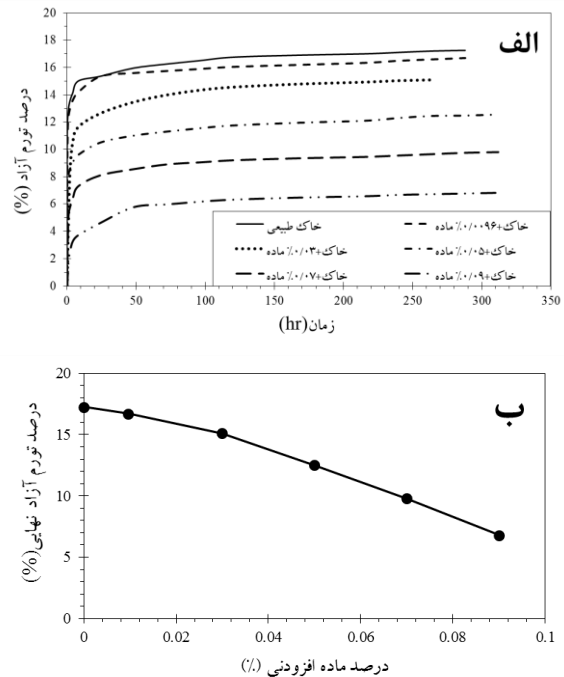 الف
20
18
16
14
12
10
8
6
4
2
0
درصد تورم آزاد (%)
خاک طبیعی
خاک+۰/۰۰۹۶٪ ماده
خاک+۰/۰۳٪ ماده
خاک+۰/۰۵٪ ماده
خاک+۰/۰۷٪ ماده
خاک+۰/۰۹٪ ماده
0 50 100 150 200 250 300 350
زمان(hr)
ب
20
15
10
5
0
درصد تورم آزاد نهایی(%)
0 0.02 0.04 0.06 0.08 0.1
درصد ماده افزودنی (٪)